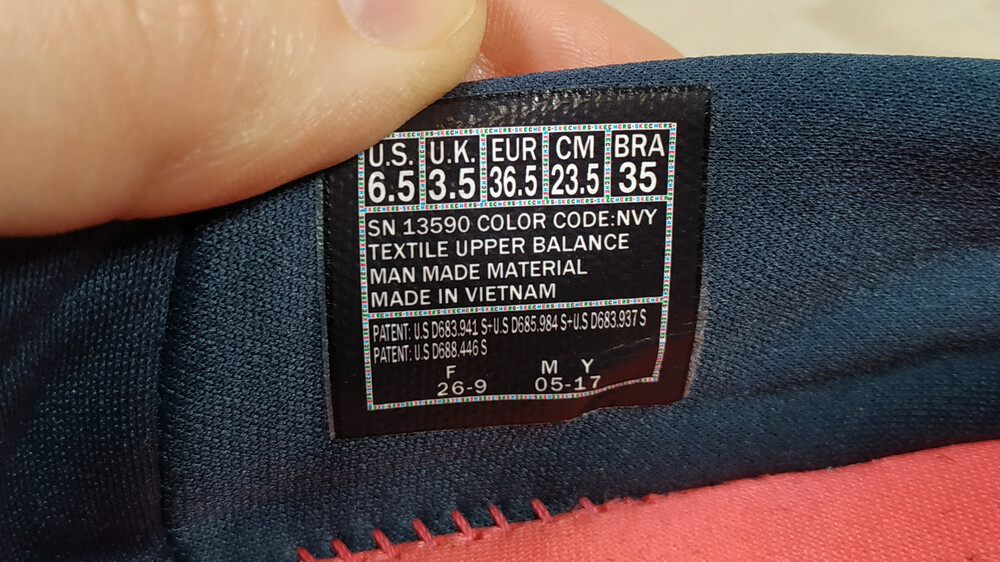 U.S. U.K. EUR CM BRA
6.5 3.5 36.5 23.5 35
SN 13590 COLOR CODE:NVY
TEXTILE UPPER BALANCE
MAN MADE MATERIAL
MADE IN VIETNAM
PATENT: U.S D683.941 S+U.S D685.984 S+U.S D683.937 S
PATENT: U.S D688.446 S
F M Y
26-9 05-17